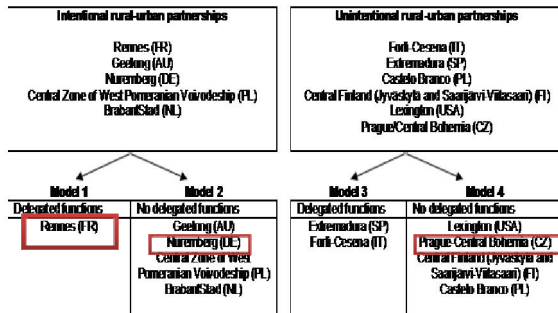 Intentional rural-urban partnerships
Rennes (FR)
Geelong (AU)
Nuremberg (DE)
Central Zone of West Pomeranian Voivodeship (PL)
BrabantStad (NL)
Unintentional rural-urban partnerships
Forlì-Cesena (IT)
Extremadura (SP)
Castelo Branco (PL)
Central Finland (Jyväskylä and Saarijärvi-Viitasaari) (FI)
Lexington (USA)
Prague/Central Bohemia (CZ)
Model 1
Delegated functions
Rennes (FR)
Model 2
No delegated functions
Geelong (AU)
Nuremberg (DE)
Central Zone of West
Pomeranian Voivodeship (PL)
BrabantStad (NL)
Model 3
Delegated functions
Extremadura (SP)
Forlì-Cesena (IT)
Model 4
No delegated functions
Lexington (USA)
Prague-Central Bohemia (CZ)
Central Finland (Jyväskylä and
Saarijärvi-Viitasaari) (FI)
Castelo Branco (PL)